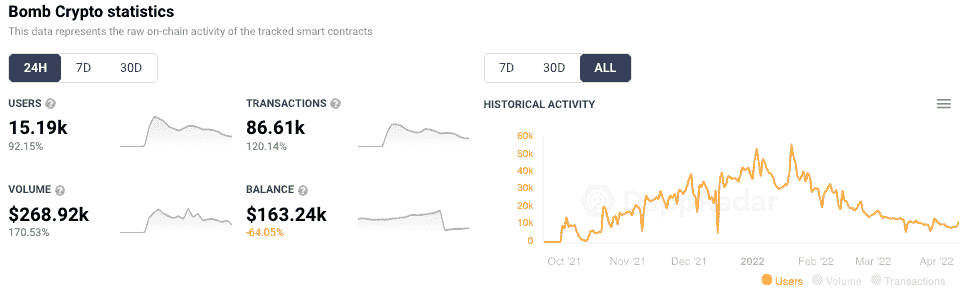 Bomb Crypto statistics
This data represents the raw on-chain activity of the tracked smart contracts
24H 7D 30D
USERS ?
15.19k
92.15%
TRANSACTIONS ?
86.61k
120.14%
VOLUME ?
$268.92k
170.53%
BALANCE ?
$163.24k
-64.05%
7D 30D ALL
HISTORICAL ACTIVITY
60k
50k
40k
30k
20k
10k
0
DappRadar
Oct '21 Nov '21 Dec '21 2022 Feb '22 Mar '22 Apr '22
Users Volume Transactions